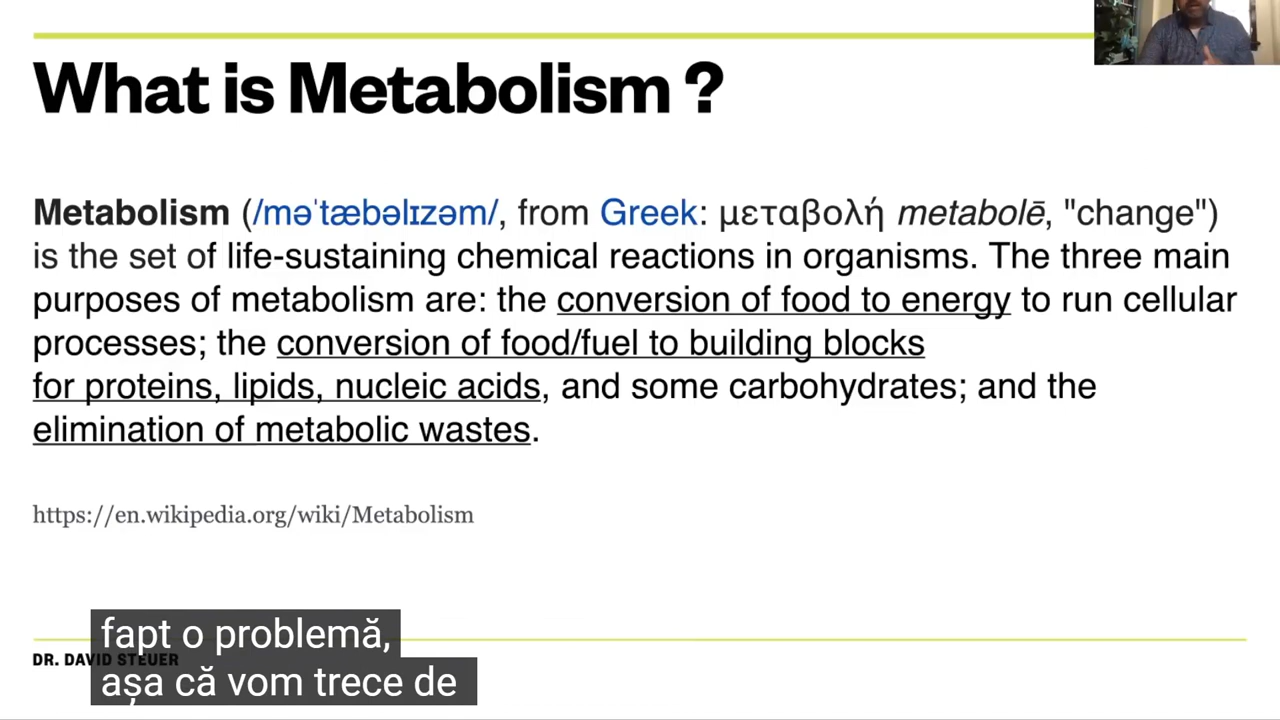 What is Metabolism ?
Metabolism (/məˈtæbəlɪzəm/, from Greek: μεταβολή metabolē, "change")
is the set of life-sustaining chemical reactions in organisms. The three main
purposes of metabolism are: the conversion of food to energy to run cellular
processes; the conversion of food/fuel to building blocks
for proteins, lipids, nucleic acids, and some carbohydrates; and the
elimination of metabolic wastes.
https://en.wikipedia.org/wiki/Metabolism
fapt o problemă,
DR. DAVID STEUER
așa că vom trece de